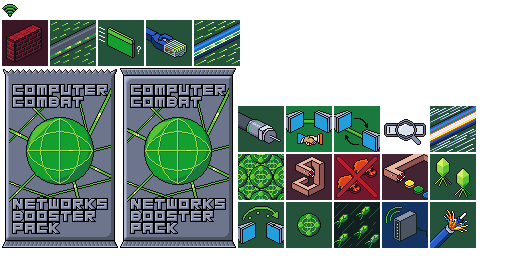 ?
COMPUTER
COMBAT
NETWORKS
BOOSTER
PACK
COMPUTER
COMBAT
NETWORKS
BOOSTER
PACK